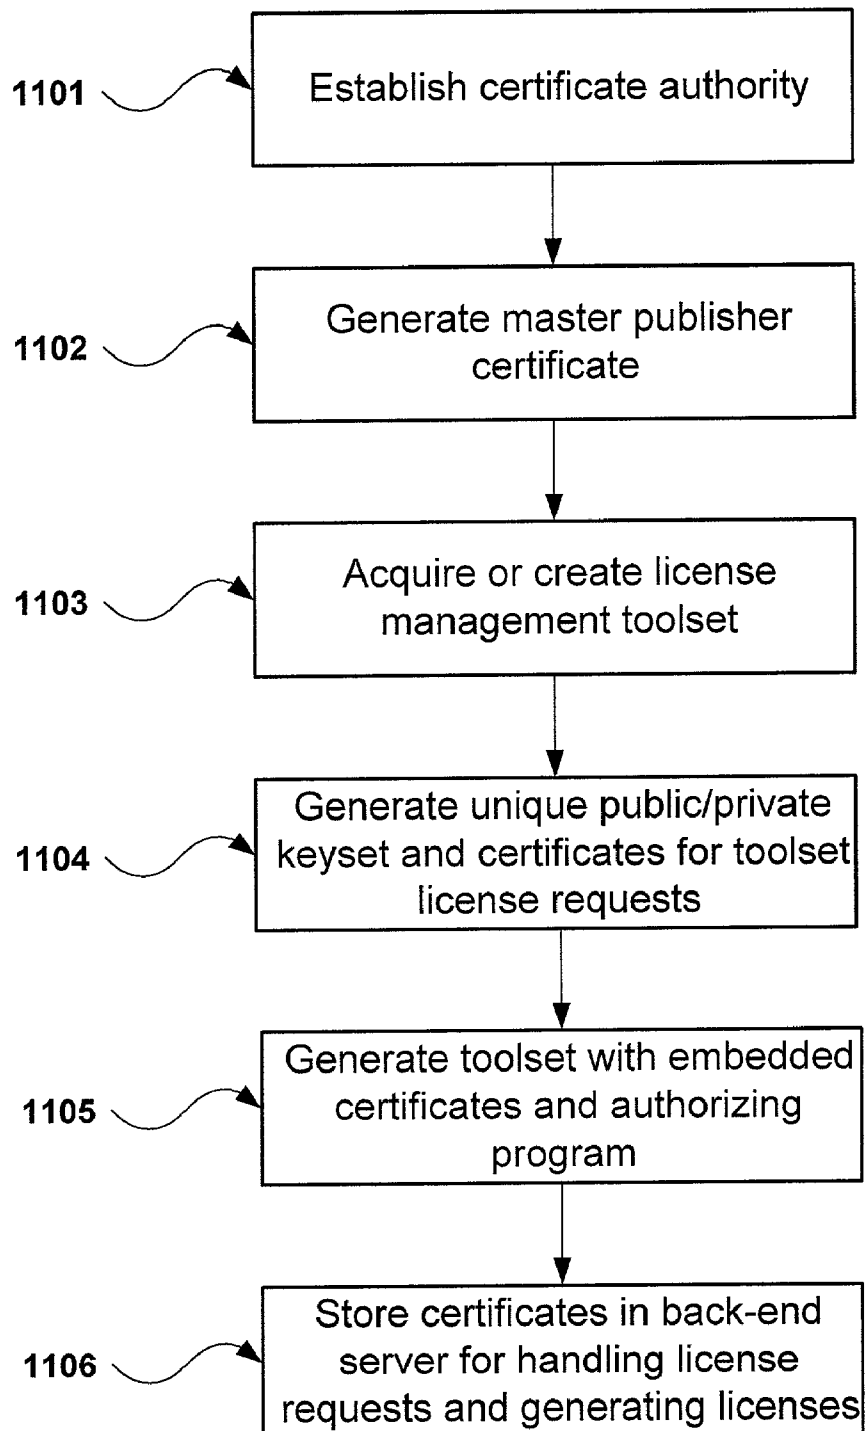 1101
Establish certificate authority
1102
Generate master publisher
certificate
1103
Acquire or create license
management toolset
1104
Generate unique public/private
keyset and certificates for toolset
license requests
1105
Generate toolset with embedded
certificates and authorizing
program
1106
Store certificates in back-end
server for handling license
requests and generating licenses